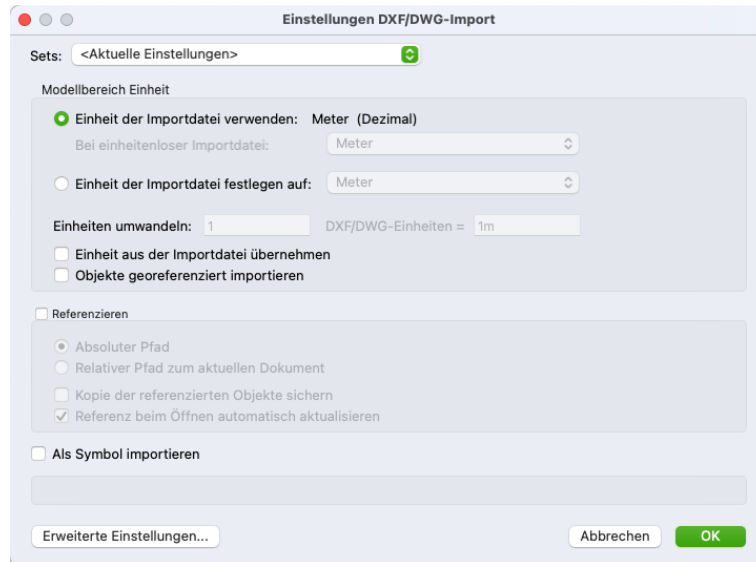 Einstellungen DXF/DWG-Import
Sets: <Aktuelle Einstellungen>
Modellbereich Einheit
Einheit der Importdatei verwenden: Meter (Dezimal)
Bei einheitenloser Importdatei: Meter
Einheit der Importdatei festlegen auf: Meter
Einheiten umwandeln: 1 DXF/DWG-Einheiten = 1m
Einheit aus der Importdatei übernehmen
Objekte georeferenziert importieren
Referenzieren
Absoluter Pfad
Relativer Pfad zum aktuellen Dokument
Kopie der referenzierten Objekte sichern
Referenz beim Öffnen automatisch aktualisieren
Als Symbol importieren
Erweiterte Einstellungen... Abbrechen OK